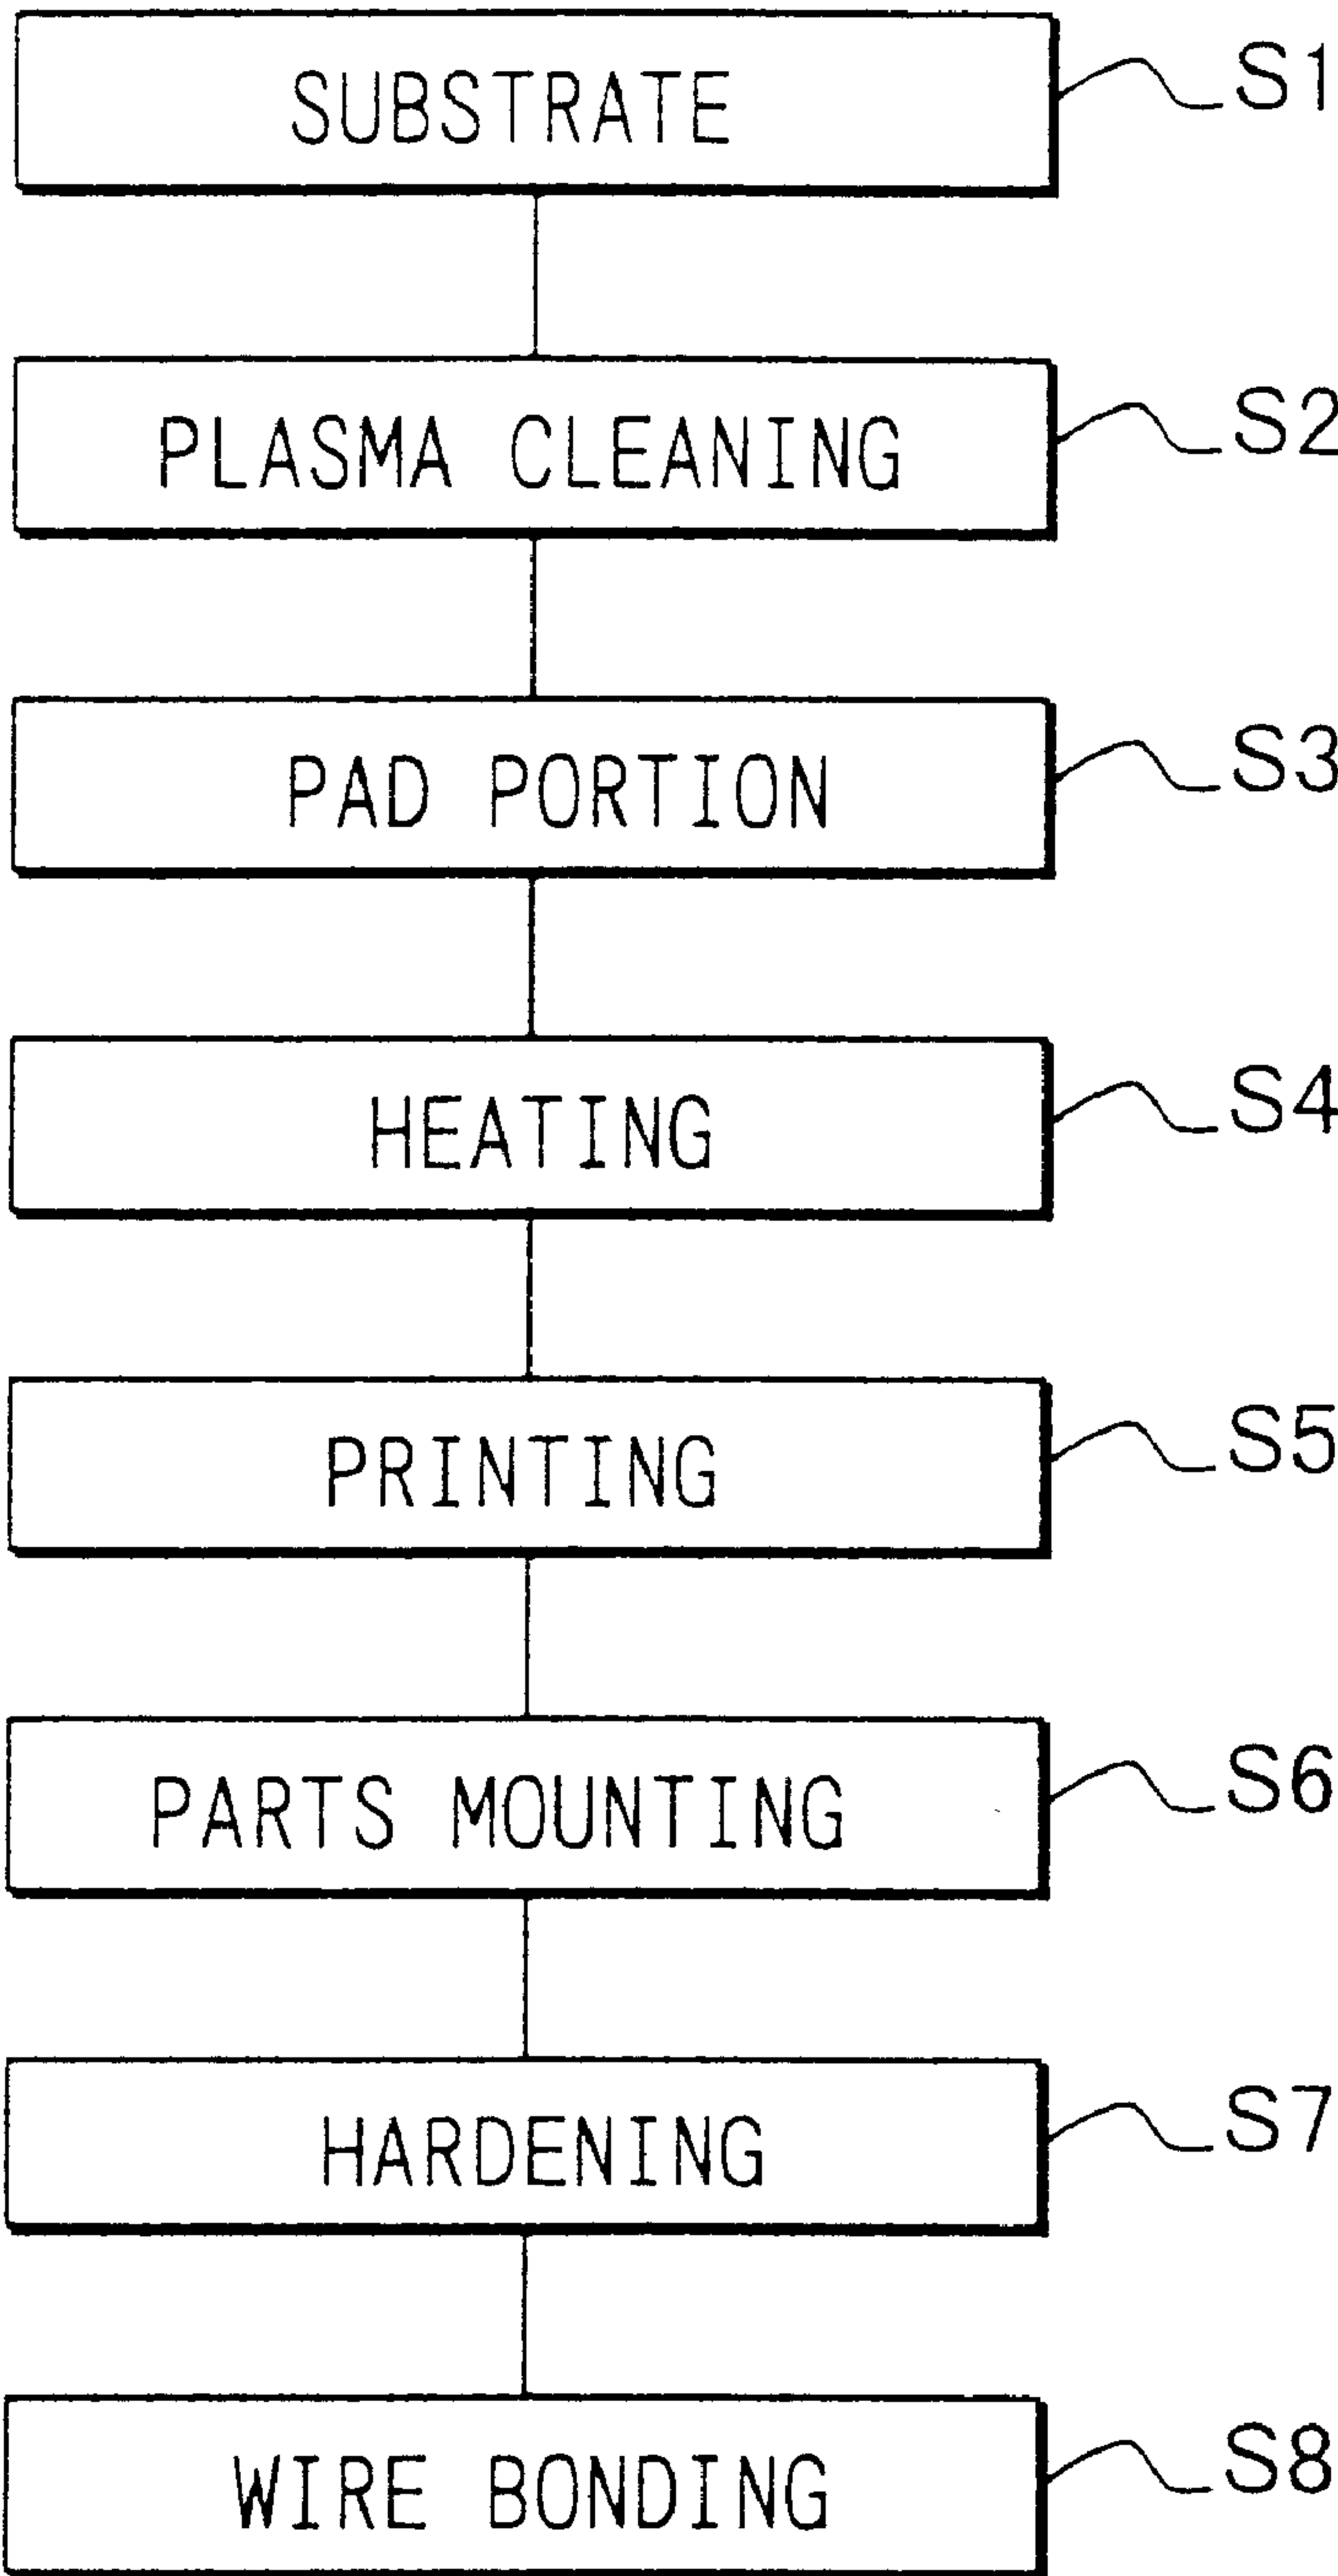 SUBSTRATE S1
PLASMA CLEANING S2
PAD PORTION S3
HEATING S4
PRINTING S5
PARTS MOUNTING S6
HARDENING S7
WIRE BONDING S8